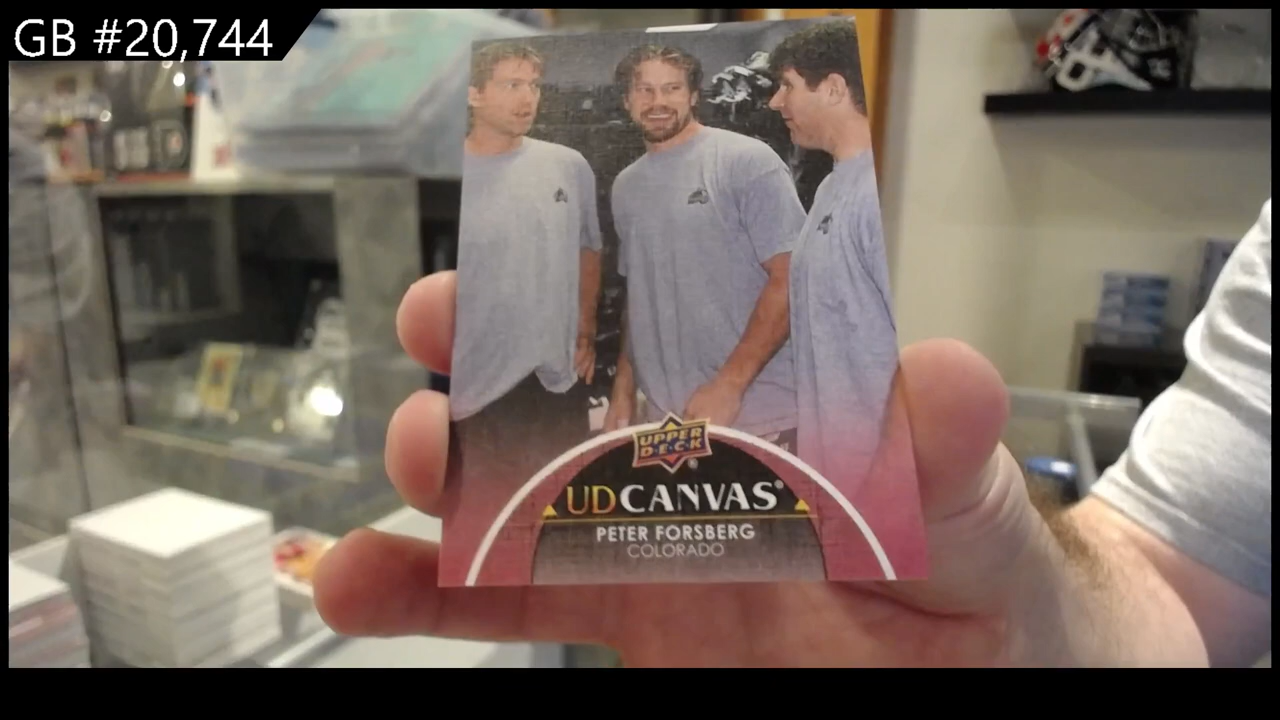 GB #20,744
UPPER
DECK
UD CANVAS®
PETER FORSBERG
COLORADO